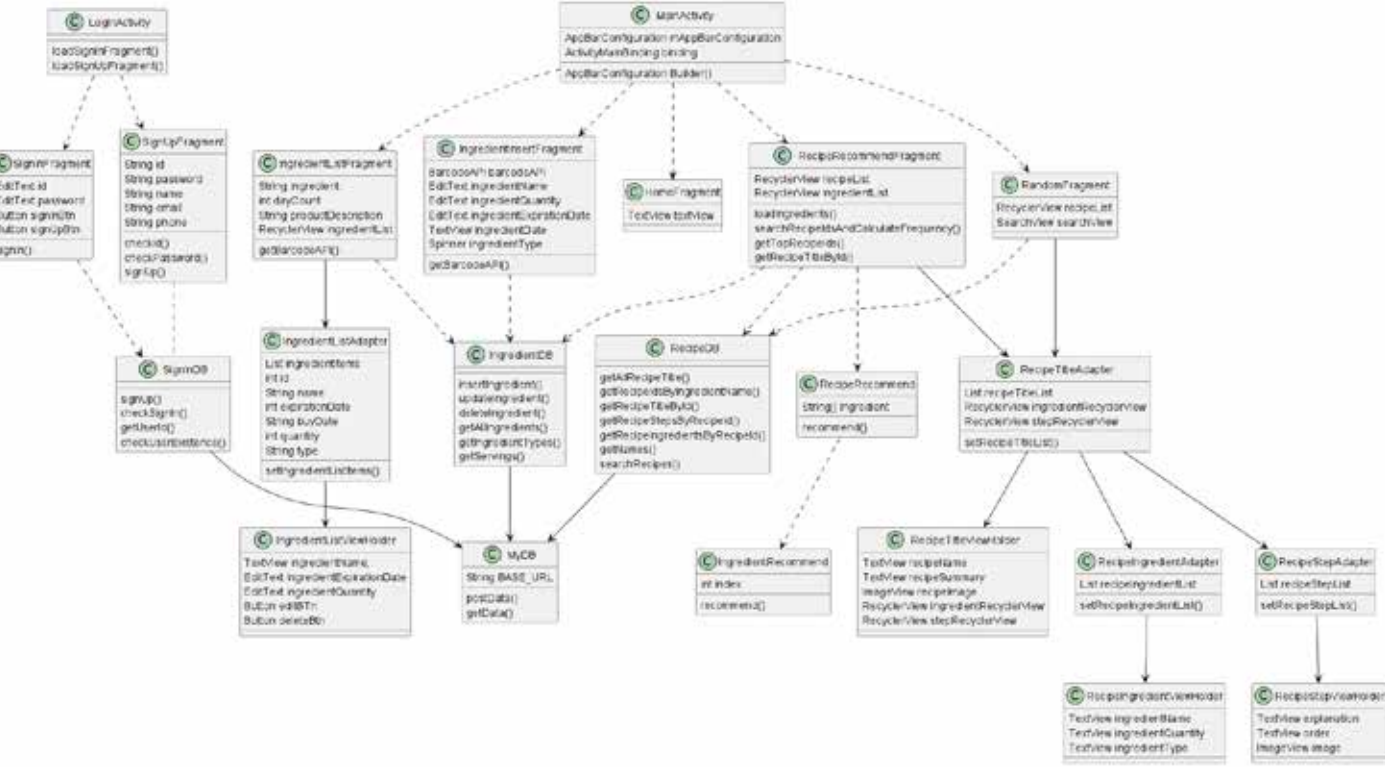 LoginActivity
loadSignInFragment()
loadSignUpFragment()
MainActivity
AppBarConfiguration mAppBarConfiguration
ActivityMainBinding binding
AppBarConfiguration Builder()
SignInFragment
EditText id
EditText password
Button signInBtn
Button signUpBtn
signIn()
SignUpFragment
String id
String password
String name
String email
String phone
checkId()
checkPassword()
signUp()
IngredientListFragment
String ingredient
int dayCount
String productDescription
RecyclerView ingredientList
getBarcodeAPI()
IngredientInsertFragment
BarcodeAPI barcodeAPI
EditText ingredientName
EditText ingredientQuantity
EditText ingredientExpirationDate
TextView ingredientDate
Spinner ingredientType
getBarcodeAPI()
HomeFragment
TextView textView
RecipeRecommendFragment
RecyclerView recipeList
RecyclerView ingredientList
loadIngredients()
searchRecipeIdsAndCalculateFrequency()
getTopRecipeIds()
getRecipeTitleById()
RandomFragment
RecyclerView recipeList
SearchView searchView
SignInDB
signUp()
checkSignIn()
getUserId()
checkUserExistence()
IngredientListAdapter
List ingredientItems
int id
String name
int expirationDate
String buyDate
int quantity
String type
setIngredientListItems()
IngredientDB
insertIngredient()
updateIngredient()
deleteIngredient()
getAllIngredients()
getIngredientTypes()
getServings()
RecipeDB
getAllRecipeTitle()
getRecipeIdsByIngredientName()
getRecipeTitleById()
getRecipeStepsByRecipeId()
getRecipeIngredientsByRecipeId()
getNames()
searchRecipes()
RecipeRecommend
String[] ingredient
recommend()
RecipeTitleAdapter
List recipeTitleList
RecyclerView ingredientRecyclerView
RecyclerView stepRecyclerView
setRecipeTitleList()
IngredientListViewHolder
TextView ingredientName,
EditText ingredientExpirationDate
EditText ingredientQuantity
Button editBTn
Button deleteBtn
MyDB
String BASE_URL
postData()
getData()
IngredientRecommend
int index
recommend()
RecipeTitleViewHolder
TextView recipeName
TextView recipeSummary
ImageView recipeImage
RecyclerView ingredientRecyclerView
RecyclerView stepRecyclerView
RecipeIngredientAdapter
List recipeIngredientList
setRecipeIngredientList()
RecipeStepAdapter
List recipeStepList
setRecipeStepList()
RecipeIngredientViewHolder
TextView ingredientName
TextView ingredientQuantity
TextView ingredientType
RecipeStepViewHolder
TextView explanation
TextView order
ImageView image